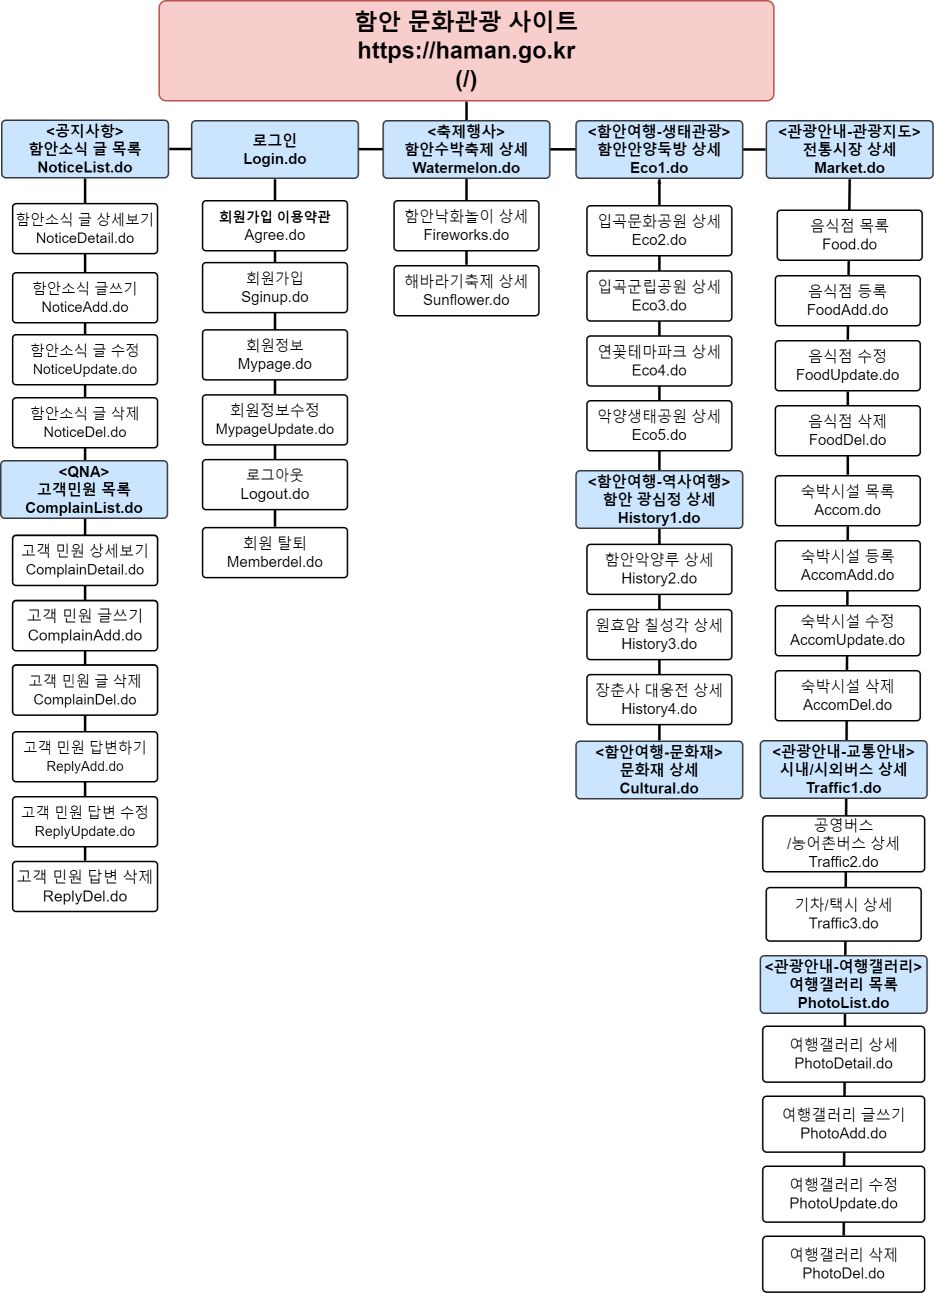 함안 문화관광 사이트
https://haman.go.kr
(/)
<공지사항>
함안소식 글 목록
NoticeList.do
함안소식 글 상세보기
NoticeDetail.do
함안소식 글쓰기
NoticeAdd.do
함안소식 글 수정
NoticeUpdate.do
함안소식 글 삭제
NoticeDel.do
<QNA>
고객민원 목록
ComplainList.do
고객 민원 상세보기
ComplainDetail.do
고객 민원 글쓰기
ComplainAdd.do
고객 민원 글 삭제
ComplainDel.do
고객 민원 답변하기
ReplyAdd.do
고객 민원 답변 수정
ReplyUpdate.do
고객 민원 답변 삭제
ReplyDel.do
로그인
Login.do
회원가입 이용약관
Agree.do
회원가입
Sginup.do
회원정보
Mypage.do
회원정보수정
MypageUpdate.do
로그아웃
Logout.do
회원 탈퇴
Memberdel.do
<축제행사>
함안수박축제 상세
Watermelon.do
함안낙화놀이 상세
Fireworks.do
해바라기축제 상세
Sunflower.do
<함안여행-생태관광>
함안안양둑방 상세
Eco1.do
입곡문화공원 상세
Eco2.do
입곡군립공원 상세
Eco3.do
연꽃테마파크 상세
Eco4.do
악양생태공원 상세
Eco5.do
<함안여행-역사여행>
함안 광심정 상세
History1.do
함안악양루 상세
History2.do
원효암 칠성각 상세
History3.do
장춘사 대웅전 상세
History4.do
<함안여행-문화재>
문화재 상세
Cultural.do
<관광안내-관광지도>
전통시장 상세
Market.do
음식점 목록
Food.do
음식점 등록
FoodAdd.do
음식점 수정
FoodUpdate.do
음식점 삭제
FoodDel.do
숙박시설 목록
Accom.do
숙박시설 등록
AccomAdd.do
숙박시설 수정
AccomUpdate.do
숙박시설 삭제
AccomDel.do
<관광안내-교통안내>
시내/시외버스 상세
Traffic1.do
공영버스
/농어촌버스 상세
Traffic2.do
기차/택시 상세
Traffic3.do
<관광안내-여행갤러리>
여행갤러리 목록
PhotoList.do
여행갤러리 상세
PhotoDetail.do
여행갤러리 글쓰기
PhotoAdd.do
여행갤러리 수정
PhotoUpdate.do
여행갤러리 삭제
PhotoDel.do